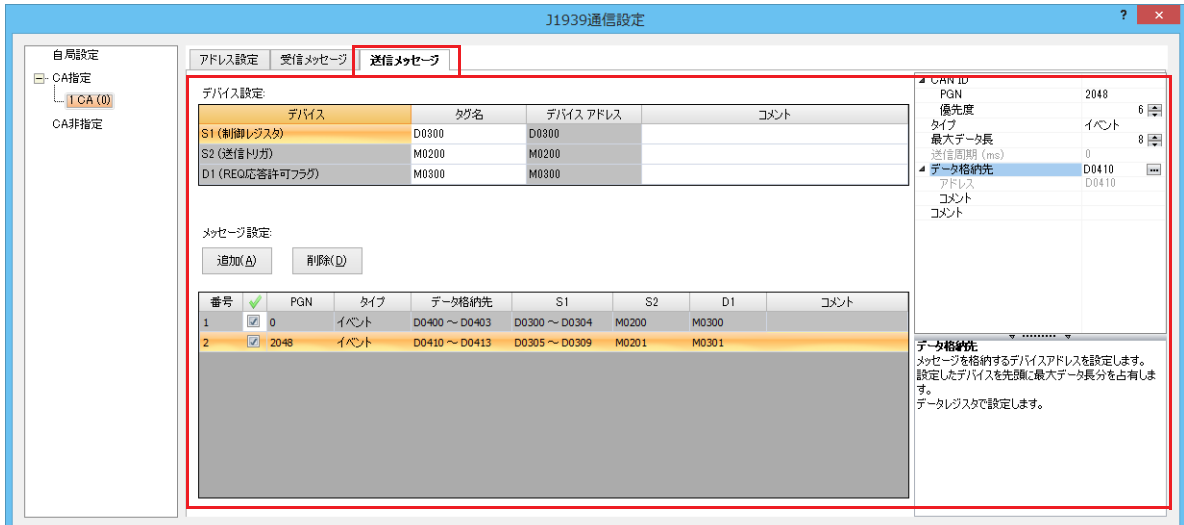 J1939通信設定
? ×
自局設定
CA指定
1 CA (0)
CA非指定
アドレス設定 受信メッセージ 送信メッセージ
デバイス設定:
デバイス タグ名 デバイス アドレス コメント
S1 (制御レジスタ) D0300 D0300
S2 (送信トリガ) M0200 M0200
D1 (REQ応答許可フラグ) M0300 M0300
メッセージ設定:
追加(A) 削除(D)
番号 PGN タイプ データ格納先 S1 S2 D1 コメント
1 0 イベント D0400 ～ D0403 D0300 ～ D0304 M0200 M0300
2 2048 イベント D0410 ～ D0413 D0305 ～ D0309 M0201 M0301
CAN ID
PGN 2048
優先度 6
タイプ イベント
最大データ長 8
送信周期 (ms) 0
データ格納先 D0410 ...
アドレス D0410
コメント
コメント
データ格納先
メッセージを格納するデバイスアドレスを設定します。
設定したデバイスを先頭に最大データ長分を占有しま
す。
データレジスタで設定します。